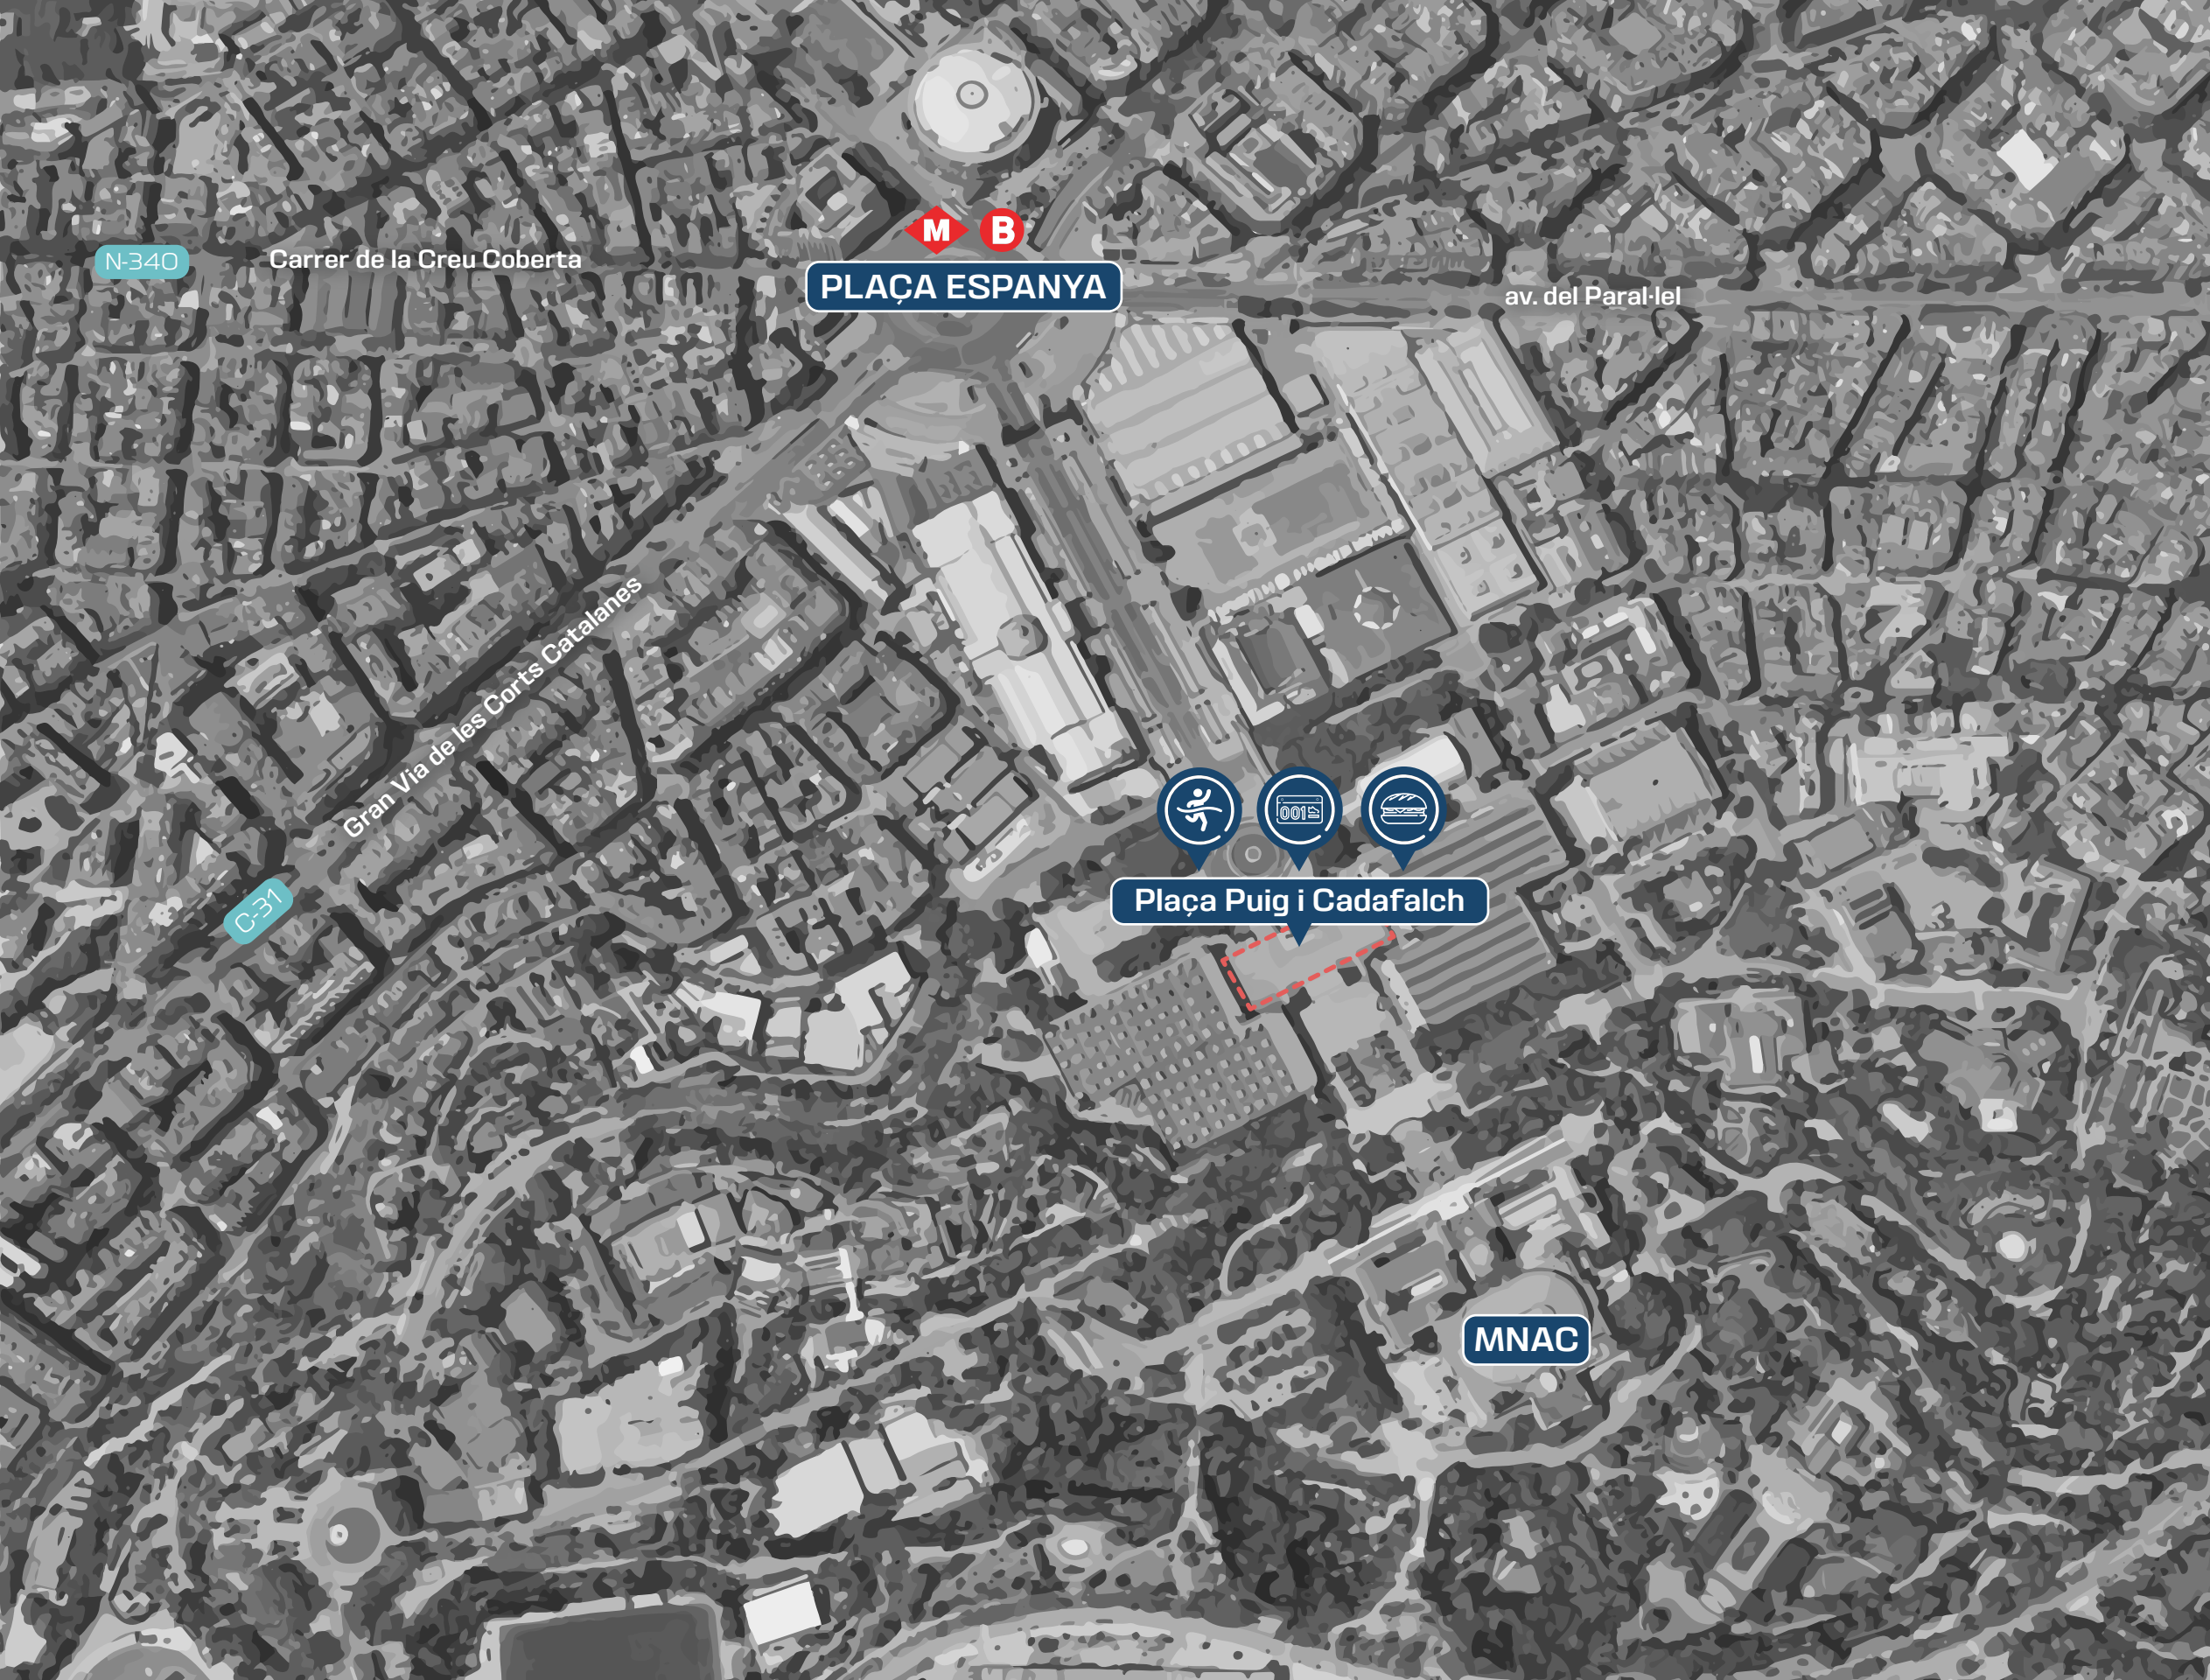 M B
PLAÇA ESPANYA
N-340
Carrer de la Creu Coberta
av. del Paral·lel
Gran Via de les Corts Catalanes
C-31
001
Plaça Puig i Cadafalch
MNAC